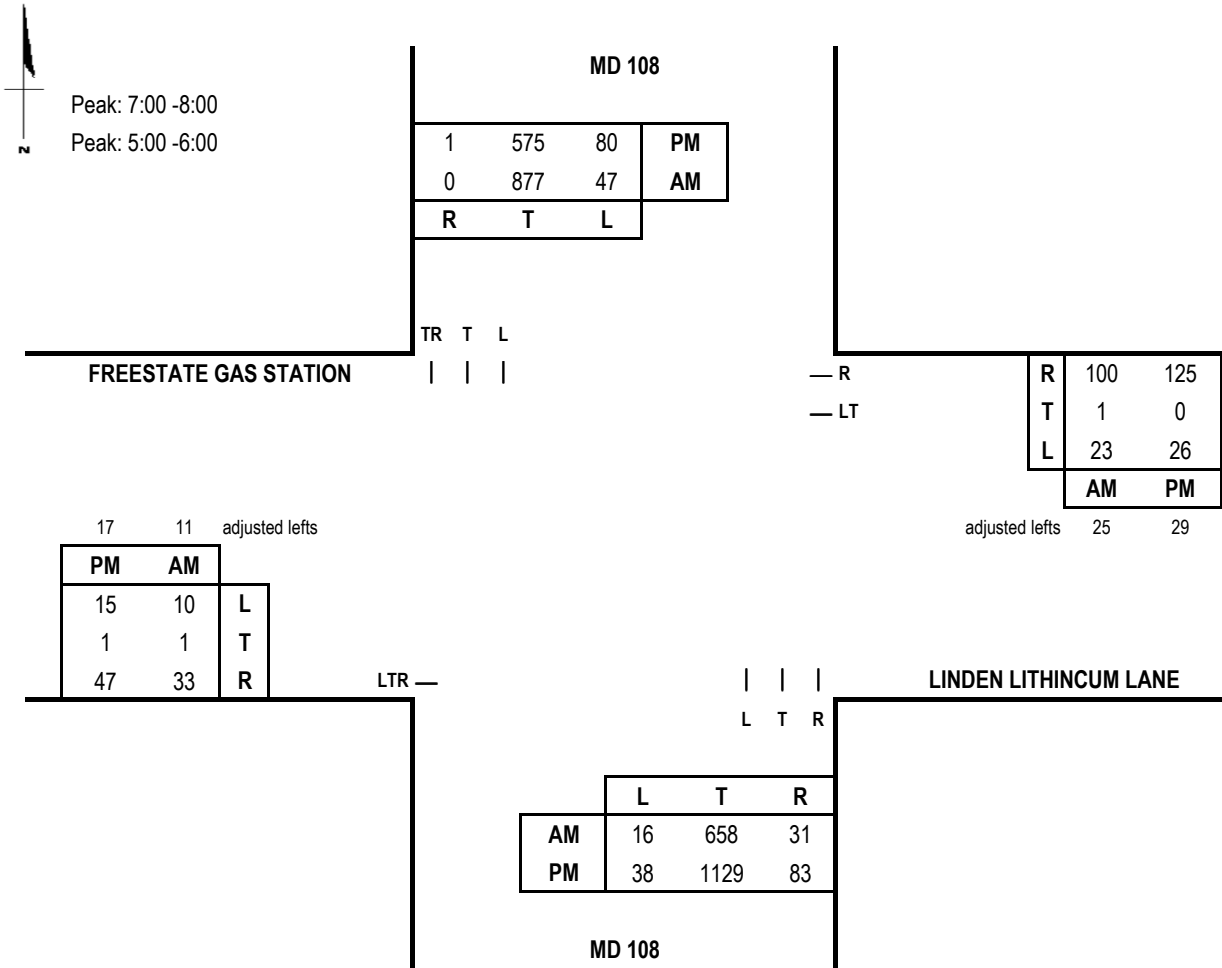 MD 108
Peak: 7:00 -8:00
Peak: 5:00 -6:00
N
1 575 80 PM
0 877 47 AM
R T L
TR T L
FREESTATE GAS STATION
| | |
— R
— LT
R 100 125
T 1 0
L 23 26
AM PM
17 11 adjusted lefts
adjusted lefts 25 29
PM AM
15 10 L
1 1 T
47 33 R
LTR —
| | |
LINDEN LITHINCUM LANE
L T R
L T R
AM 16 658 31
PM 38 1129 83
MD 108